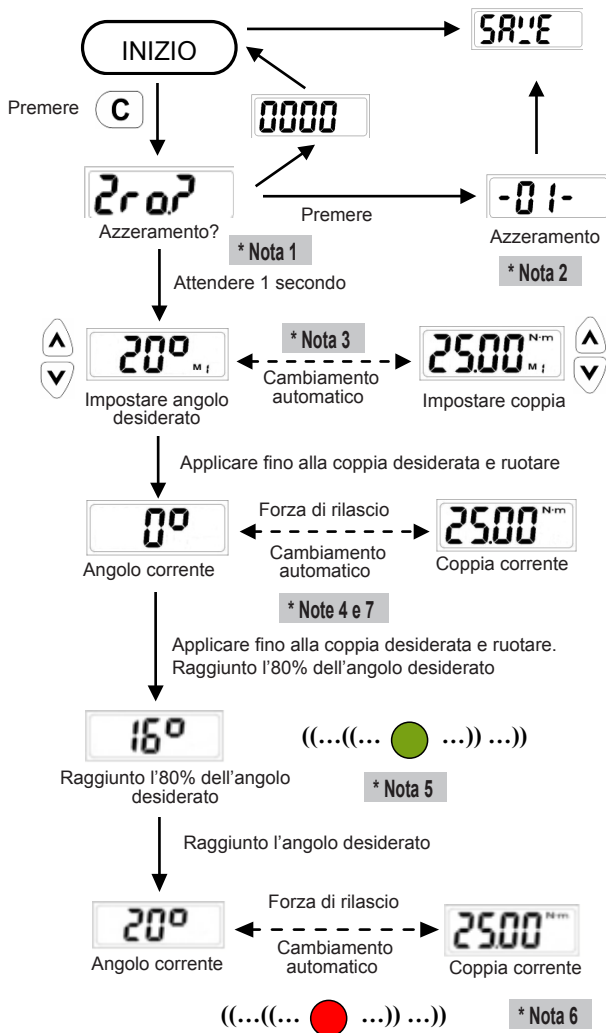 INIZIO
SAVE
Premere
C
0000
2ro.?
Azzeramento?
Premere
-01-
Azzeramento
* Nota 1
* Nota 2
Attendere 1 secondo
20° M1
* Nota 3
25.00 N·m M1
Cambiamento
automatico
Impostare angolo
desiderato
Impostare coppia
Applicare fino alla coppia desiderata e ruotare
0°
Forza di rilascio
25.00 N·m
Cambiamento
automatico
Angolo corrente
Coppia corrente
* Note 4 e 7
Applicare fino alla coppia desiderata e ruotare.
Raggiunto l'80% dell'angolo desiderato
16°
((…((… …)) …))
Raggiunto l'80% dell'angolo
desiderato
* Nota 5
Raggiunto l'angolo desiderato
20°
Forza di rilascio
25.00 N·m
Cambiamento
automatico
Angolo corrente
Coppia corrente
((…((… …)) …))
* Nota 6